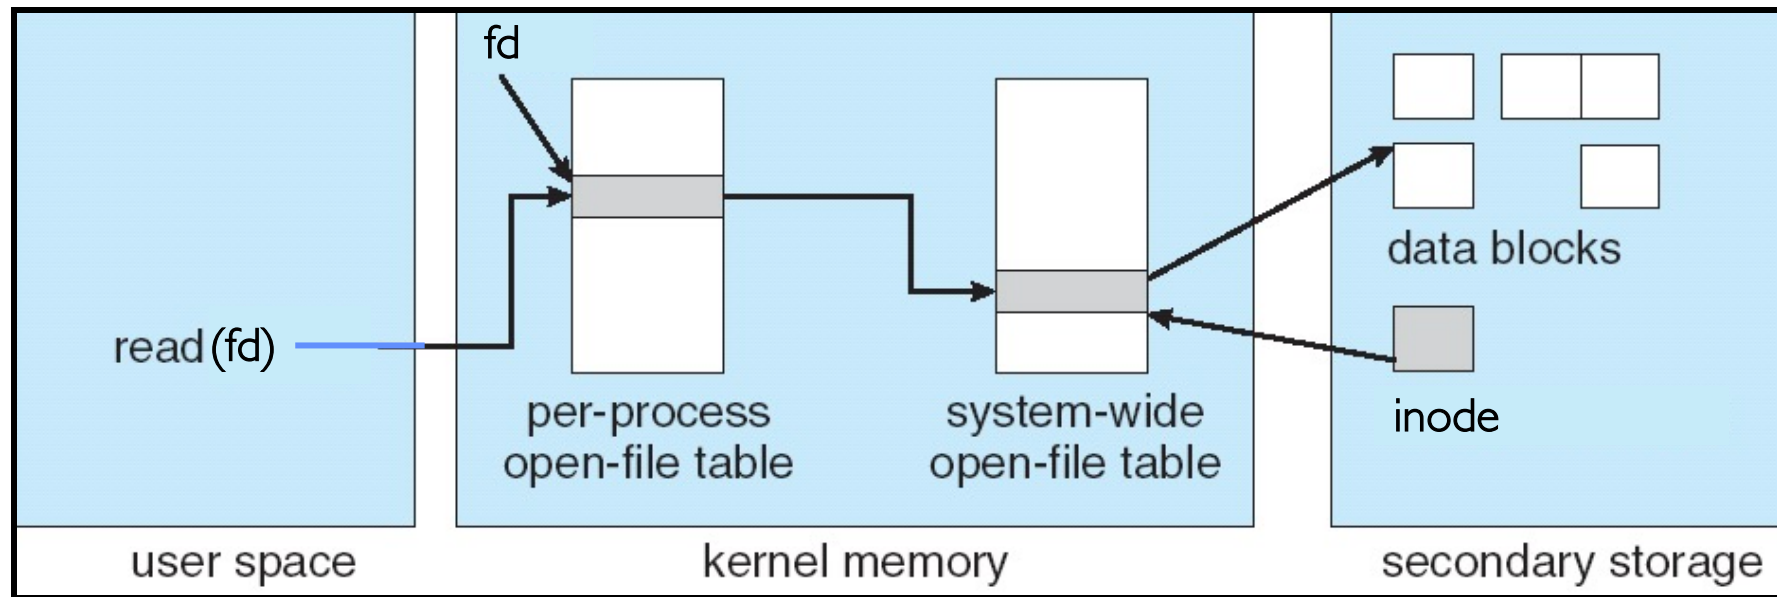 fd
read (fd)
per-process
open-file table
system-wide
open-file table
data blocks
inode
user space
kernel memory
secondary storage